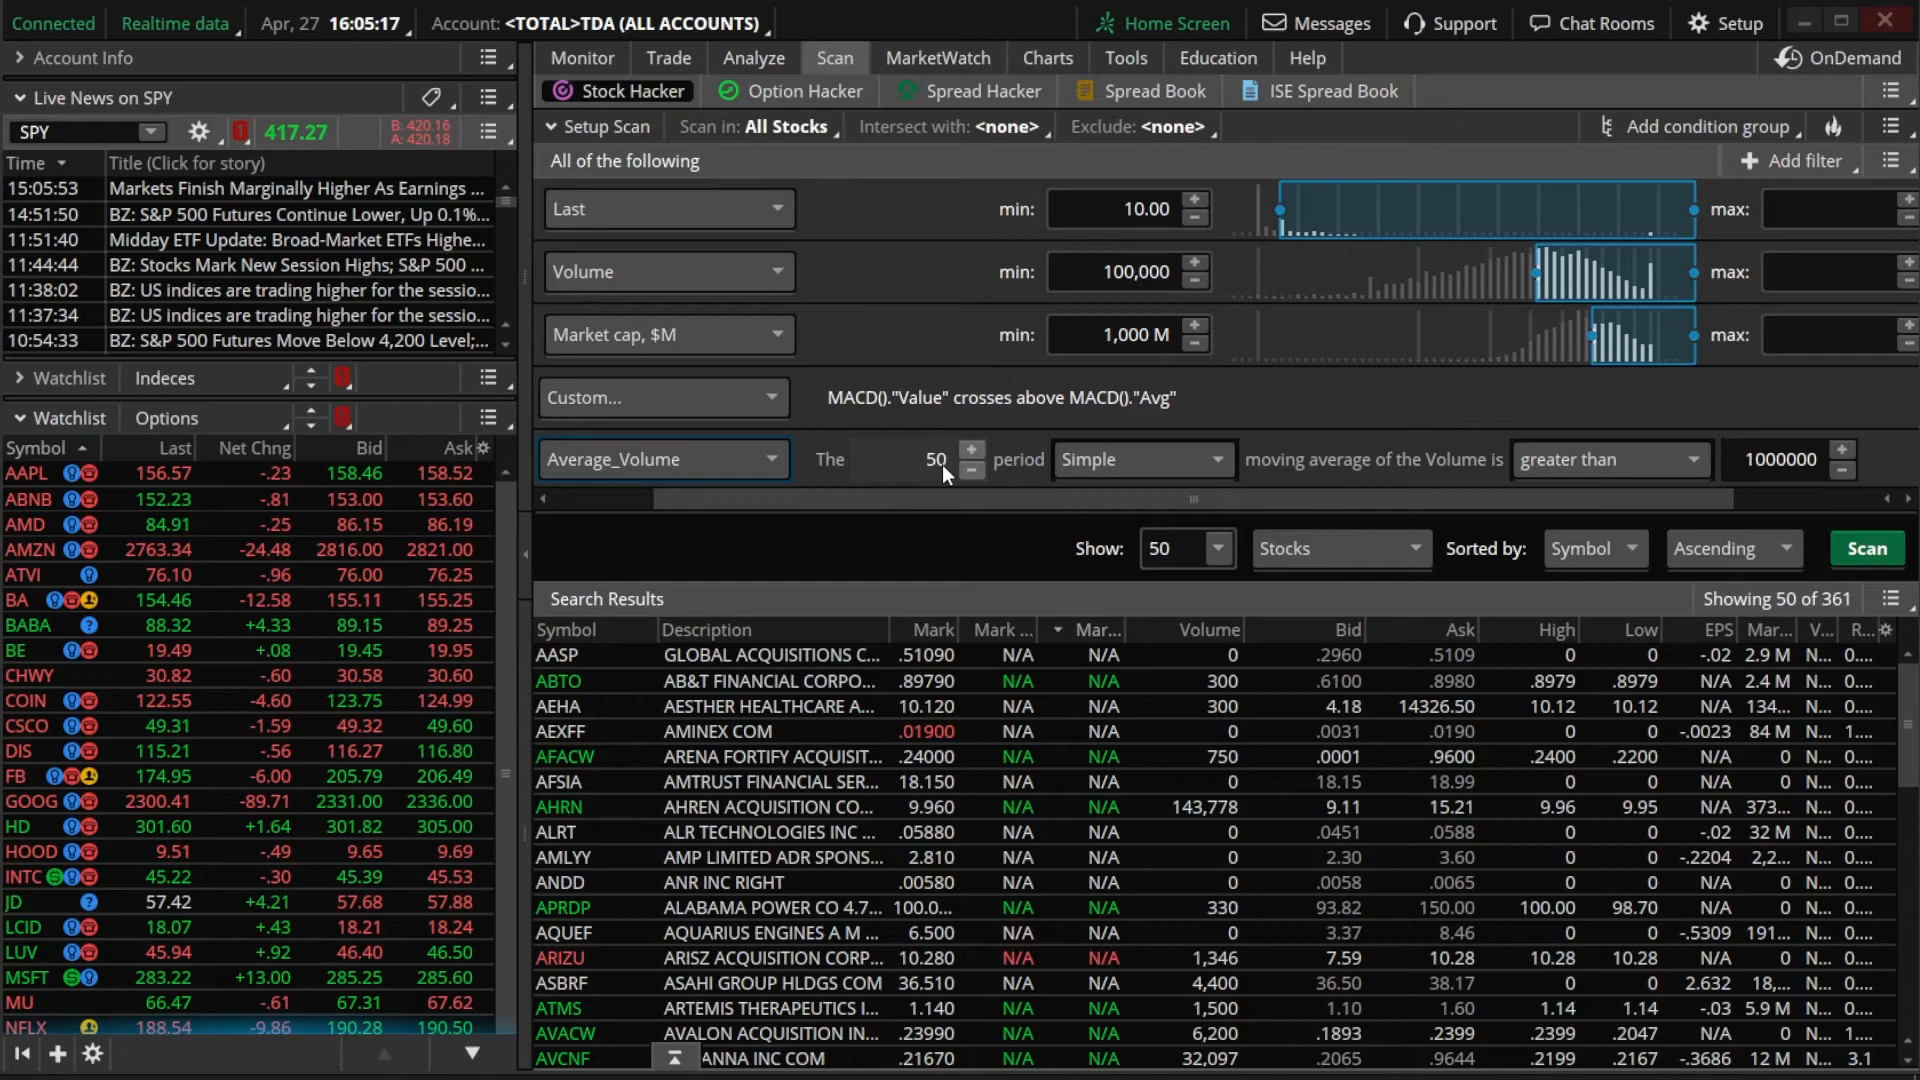 Connected Realtime data Apr, 27 16:05:17 Account: <TOTAL>TDA (ALL ACCOUNTS) Home Screen Messages Support Chat Rooms Setup
Account Info
Monitor Trade Analyze Scan MarketWatch Charts Tools Education Help OnDemand
Live News on SPY
Stock Hacker Option Hacker Spread Hacker Spread Book ISE Spread Book
SPY 1 417.27 B: 420.16 A: 420.18
Setup Scan Scan in: All Stocks Intersect with: <none> Exclude: <none> Add condition group
Time Title (Click for story)
15:05:53 Markets Finish Marginally Higher As Earnings ...
14:51:50 BZ: S&P 500 Futures Continue Lower, Up 0.1%...
11:51:40 Midday ETF Update: Broad-Market ETFs Highe...
11:44:44 BZ: Stocks Mark New Session Highs; S&P 500 ...
11:38:02 BZ: US indices are trading higher for the sessio...
11:37:34 BZ: US indices are trading higher for the sessio...
10:54:33 BZ: S&P 500 Futures Move Below 4,200 Level;...
All of the following Add filter
Last min: 10.00 max:
Volume min: 100,000 max:
Market cap, $M min: 1,000 M max:
Custom... MACD()."Value" crosses above MACD()."Avg"
Average_Volume The 50 period Simple moving average of the Volume is greater than 1000000
Show: 50 Stocks Sorted by: Symbol Ascending Scan
Watchlist Indeces 1
Watchlist Options 1
Symbol Last Net Chng Bid Ask
AAPL 156.57 -.23 158.46 158.52
ABNB 152.23 -.81 153.00 153.60
AMD 84.91 -.25 86.15 86.19
AMZN 2763.34 -24.48 2816.00 2821.00
ATVI 76.10 -.96 76.00 76.25
BA 154.46 -12.58 155.11 155.25
BABA 88.32 +4.33 89.15 89.25
BE 19.49 +.08 19.45 19.95
CHWY 30.82 -.60 30.58 30.60
COIN 122.55 -4.60 123.75 124.99
CSCO 49.31 -1.59 49.32 49.60
DIS 115.21 -.56 116.27 116.80
FB 174.95 -6.00 205.79 206.49
GOOG 2300.41 -89.71 2331.00 2336.00
HD 301.60 +1.64 301.82 305.00
HOOD 9.51 -.49 9.65 9.69
INTC 45.22 -.30 45.39 45.53
JD 57.42 +4.21 57.68 57.88
LCID 18.07 +.43 18.21 18.24
LUV 45.94 +.92 46.40 46.50
MSFT 283.22 +13.00 285.25 285.60
MU 66.47 -.61 67.31 67.62
NFLX 188.54 -9.86 190.28 190.50
Search Results Showing 50 of 361
Symbol Description Mark Mark ... Mar... Volume Bid Ask High Low EPS Mar... V... R...
AASP GLOBAL ACQUISITIONS C... .51090 N/A N/A 0 .2960 .5109 0 0 -.02 2.9 M N... 0....
ABTO AB&T FINANCIAL CORPO... .89790 N/A N/A 300 .6100 .8980 .8979 .8979 N/A 2.4 M N... 0....
AEHA AESTHER HEALTHCARE A... 10.120 N/A N/A 300 4.18 14326.50 10.12 10.12 N/A 134... N... 0....
AEXFF AMINEX COM .01900 N/A N/A 0 .0031 .0190 0 0 -.0023 84 M N... 1....
AFACW ARENA FORTIFY ACQUISIT... .24000 N/A N/A 750 .0001 .9600 .2400 .2200 N/A 0 N... 0....
AFSIA AMTRUST FINANCIAL SER... 18.150 N/A N/A 0 18.15 18.99 0 0 N/A 0 N... 0....
AHRN AHREN ACQUISITION CO... 9.960 N/A N/A 143,778 9.11 15.21 9.96 9.95 N/A 373... N... 0....
ALRT ALR TECHNOLOGIES INC ... .05880 N/A N/A 0 .0451 .0588 0 0 -.02 32 M N... 0....
AMLYY AMP LIMITED ADR SPONS... 2.810 N/A N/A 0 2.30 3.60 0 0 -.2204 2,2... N... 0....
ANDD ANR INC RIGHT .00580 N/A N/A 0 .0058 .0065 0 0 N/A 0 N... 0....
APRDP ALABAMA POWER CO 4.7... 100.0... N/A N/A 330 93.82 150.00 100.00 98.70 N/A 0 N... 0....
AQUEF AQUARIUS ENGINES A M ... 6.500 N/A N/A 0 3.37 8.46 0 0 -.5309 191... N... 0....
ARIZU ARISZ ACQUISITION CORP... 10.280 N/A N/A 1,346 7.59 10.28 10.28 10.28 N/A 0 N... 0....
ASBRF ASAHI GROUP HLDGS COM 36.510 N/A N/A 4,400 36.50 38.17 0 0 2.632 18,... N... 0....
ATMS ARTEMIS THERAPEUTICS I... 1.140 N/A N/A 1,500 1.10 1.60 1.14 1.14 -.03 5.9 M N... 0....
AVACW AVALON ACQUISITION IN... .23990 N/A N/A 6,200 .1893 .2399 .2399 .2047 N/A 0 N... 1....
AVCNF ANNA INC COM .21670 N/A N/A 32,097 .2065 .9644 .2199 .2167 -.3686 12 M N... 3.1